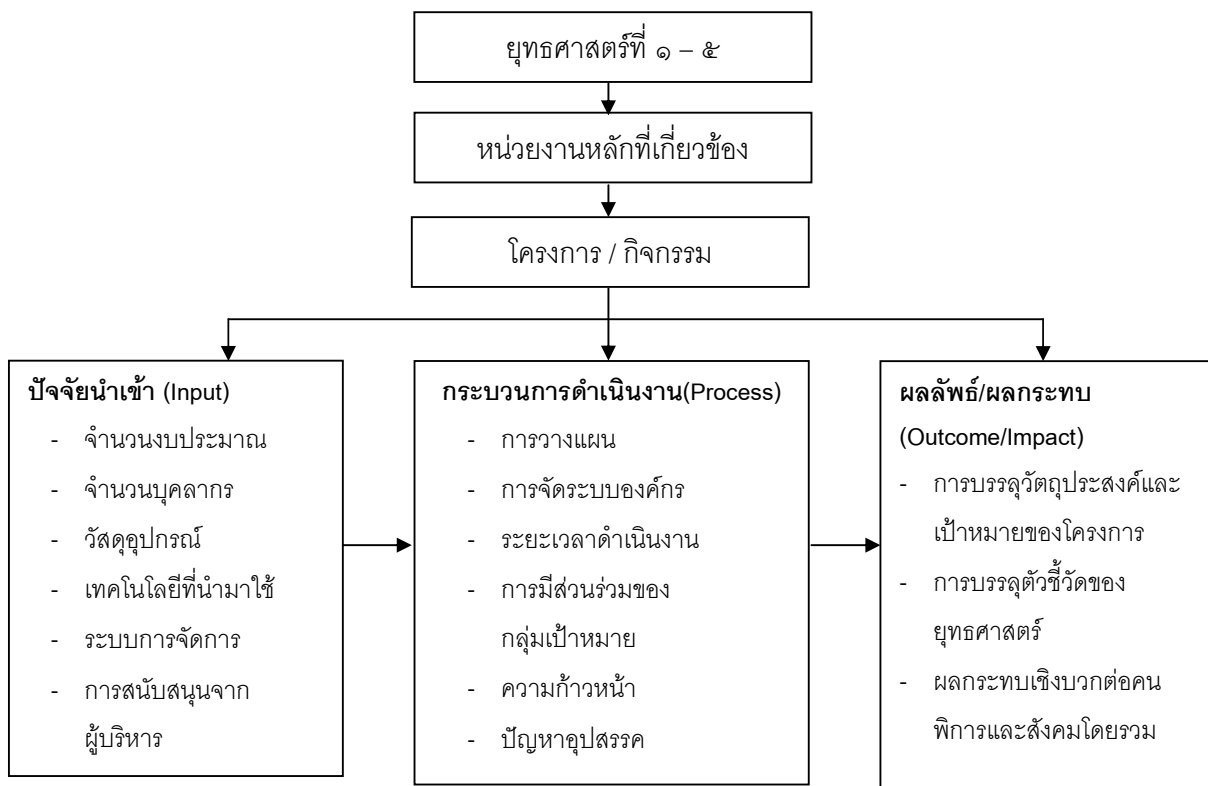 ยุทธศาสตร์ที่ ๑ – ๕
หน่วยงานหลักที่เกี่ยวข้อง
โครงการ / กิจกรรม
ปัจจัยนำเข้า (Input)
- จำนวนงบประมาณ
- จำนวนบุคลากร
- วัสดุอุปกรณ์
- เทคโนโลยีที่นำมาใช้
- ระบบการจัดการ
- การสนับสนุนจาก
ผู้บริหาร
กระบวนการดำเนินงาน(Process)
- การวางแผน
- การจัดระบบองค์กร
- ระยะเวลาดำเนินงาน
- การมีส่วนร่วมของ
กลุ่มเป้าหมาย
- ความก้าวหน้า
- ปัญหาอุปสรรค
ผลลัพธ์/ผลกระทบ
(Outcome/Impact)
- การบรรลุวัตถุประสงค์และ
เป้าหมายของโครงการ
- การบรรลุตัวชี้วัดของ
ยุทธศาสตร์
- ผลกระทบเชิงบวกต่อคน
พิการและสังคมโดยรวม